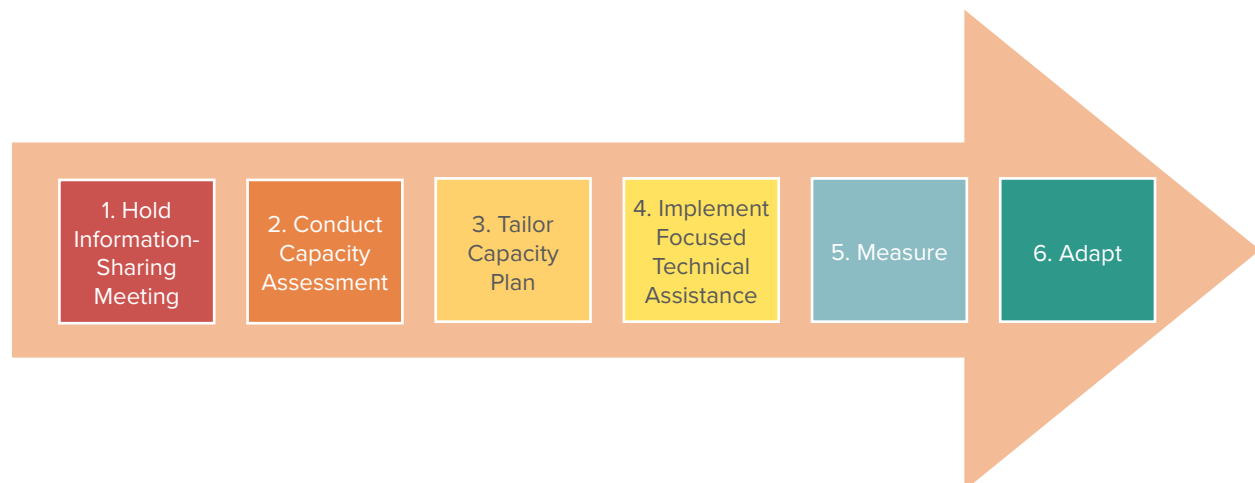 1. Hold
Information-
Sharing
Meeting
2. Conduct
Capacity
Assessment
3. Tailor
Capacity
Plan
4. Implement
Focused
Technical
Assistance
5. Measure
6. Adapt